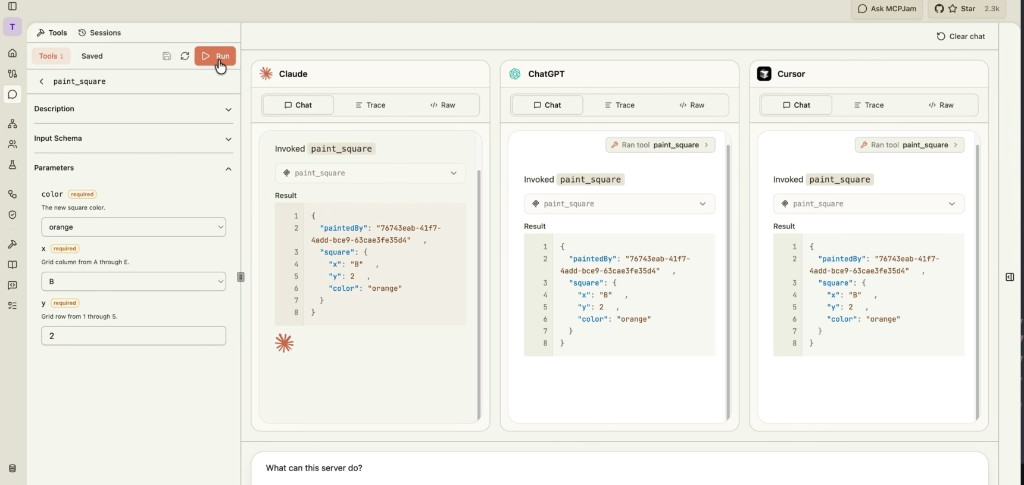 Ask MCPJam
Star 2.3k
T
Tools
Sessions
Clear chat
Tools 1
Saved
Run
paint_square
Description
Input Schema
Parameters
color required
The new square color.
orange
x required
Grid column from A through E.
B
y required
Grid row from 1 through 5.
2
Claude
Chat
Trace
</> Raw
Invoked paint_square
paint_square
Result
1 {
2 "paintedBy": "76743eab-41f7-
4add-bce9-63cae3fe35d4" ,
3 "square": {
4 "x": "B" ,
5 "y": 2 ,
6 "color": "orange"
7 }
8 }
ChatGPT
Chat
Trace
</> Raw
Ran tool paint_square
Invoked paint_square
paint_square
Result
1 {
2 "paintedBy": "76743eab-41f7-
4add-bce9-63cae3fe35d4" ,
3 "square": {
4 "x": "B" ,
5 "y": 2 ,
6 "color": "orange"
7 }
8 }
Cursor
Chat
Trace
</> Raw
Ran tool paint_square
Invoked paint_square
paint_square
Result
1 {
2 "paintedBy": "76743eab-41f7-
4add-bce9-63cae3fe35d4" ,
3 "square": {
4 "x": "B" ,
5 "y": 2 ,
6 "color": "orange"
7 }
8 }
What can this server do?